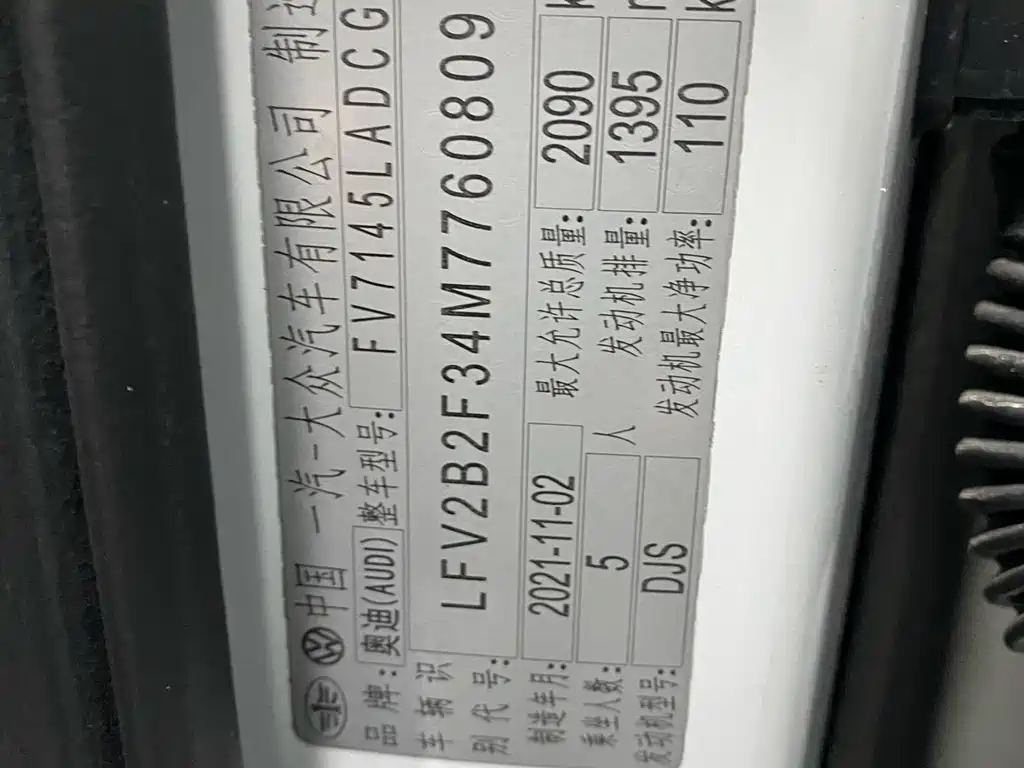 中国 一汽-大众汽车有限公司 制造
品牌: 奥迪(AUDI) 整车型号: FV7145LADCG
车辆识别代号: LFV2B2F34M7760809
制造年月: 2021-11-02 最大允许总质量: 2090 k
乘坐人数: 5 人 发动机排量: 1395
发动机型号: DJS 发动机最大净功率: 110 k